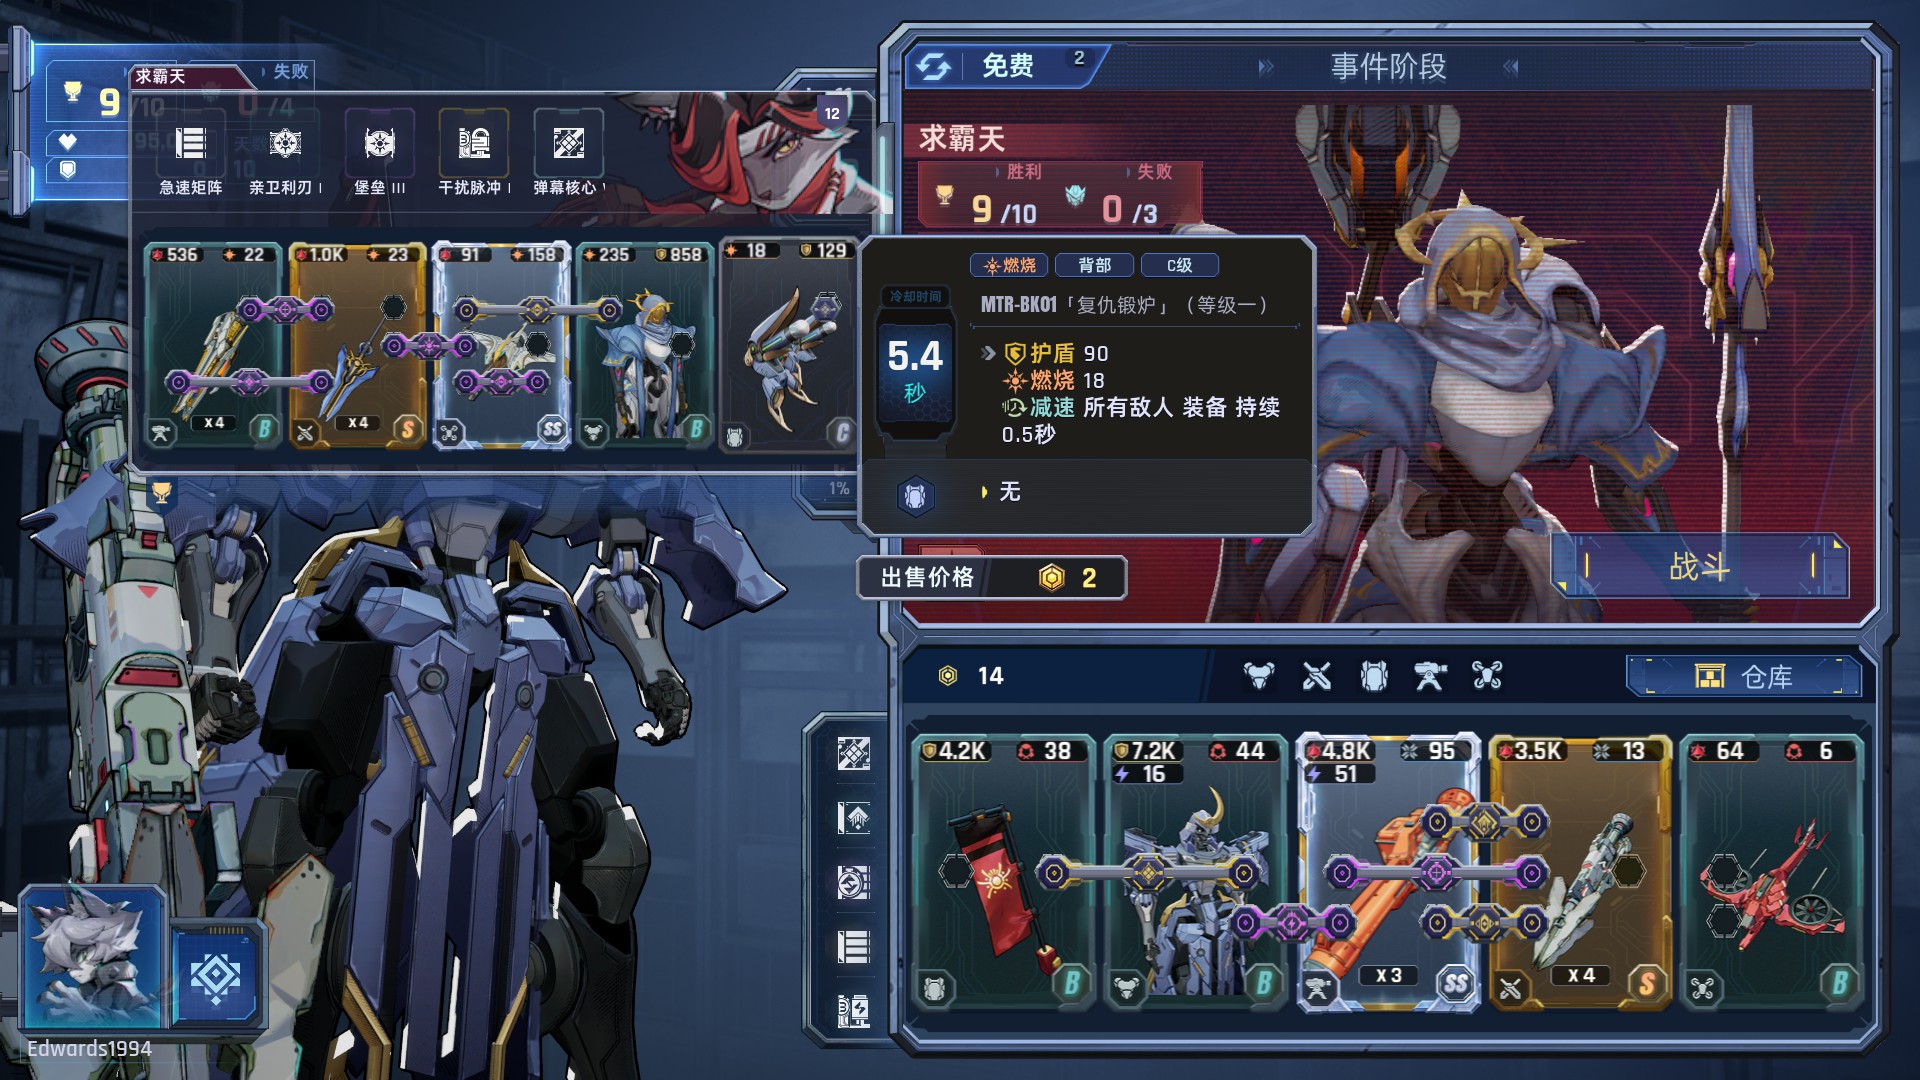 求霸天
失败
9/10
0/4
12
急速矩阵
亲卫利刃 I
堡垒 III
干扰脉冲 I
弹幕核心
536
22
1.0K
23
91
158
235
858
18
129
x4
B
x4
S
SS
B
C
1%
免费 2
事件阶段
求霸天
胜利
失败
9/10
0/3
燃烧
背部
C级
冷却时间
5.4
秒
MTR-BK01「复仇锻炉」（等级一）
护盾 90
燃烧 18
减速 所有敌人 装备 持续
0.5秒
无
出售价格 2
战斗
14
仓库
4.2K
38
7.2K
44
16
4.8K
95
51
3.5K
13
64
6
B
B
x3
SS
x4
S
B
Edwards1994